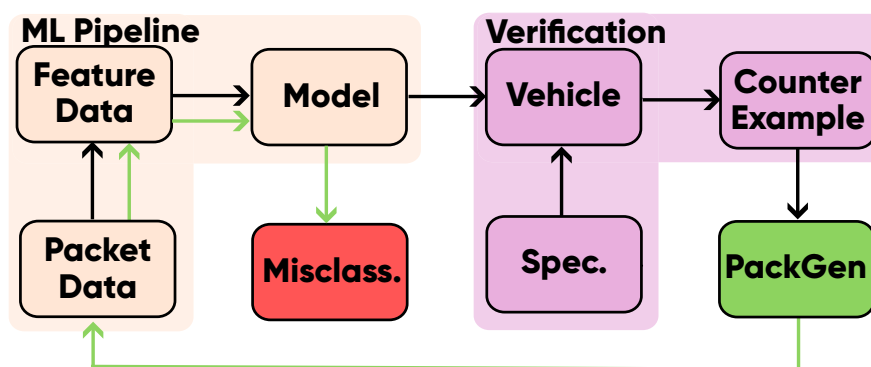 ML Pipeline
Verification
Feature
Data
Model
Vehicle
Counter
Example
Packet
Data
Misclass.
Spec.
PackGen